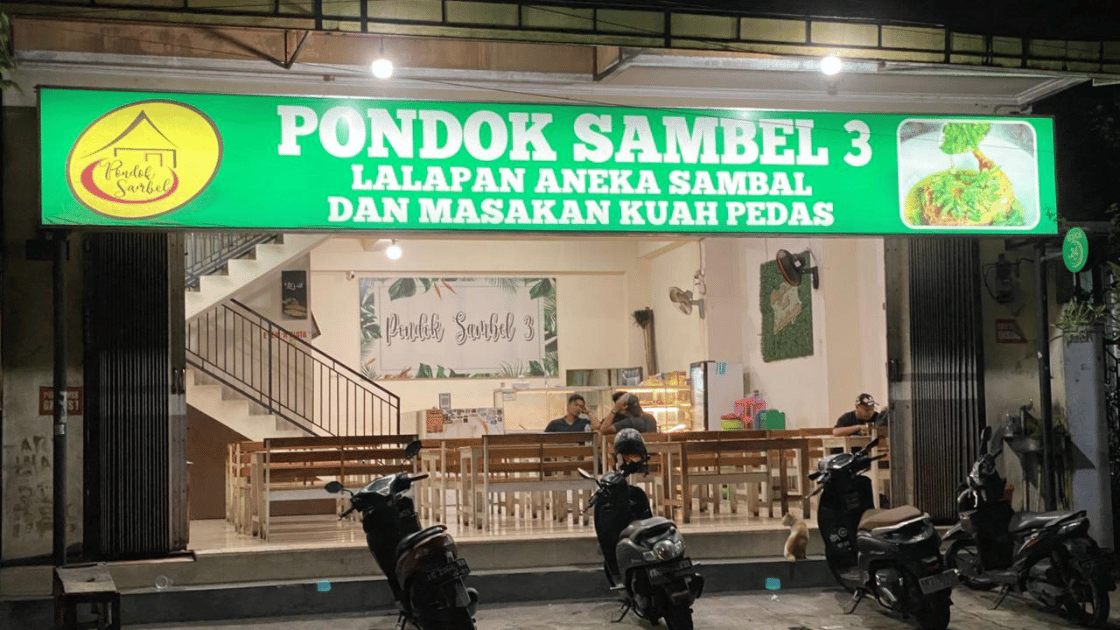 PONDOK SAMBEL 3
LALAPAN ANEKA SAMBAL
DAN MASAKAN KUAH PEDAS
Pondok
Sambel
Pondok Sambel 3